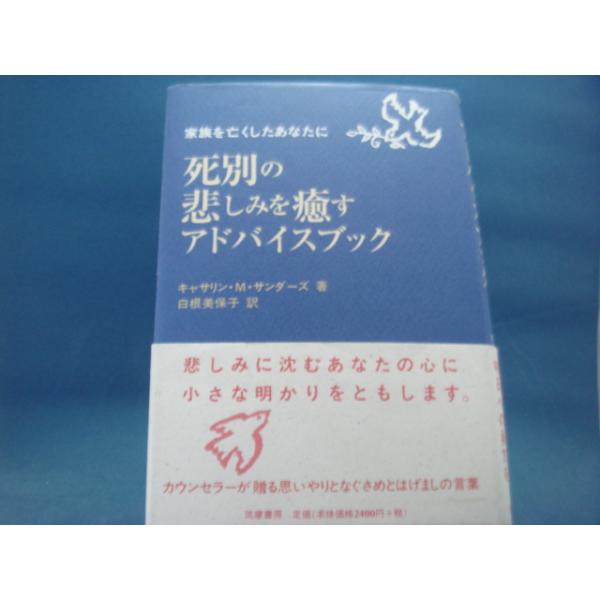 家族を亡くしたあなたに
死別の
悲しみを癒す
アドバイスブック
キャサリン・M・サンダーズ 著
白根美保子 訳
悲しみに沈むあなたの心に
小さな明かりをともします。
カウンセラーが贈る思いやりとなぐさめとはげましの言葉
筑摩書房 定価(本体価格2400円+税)